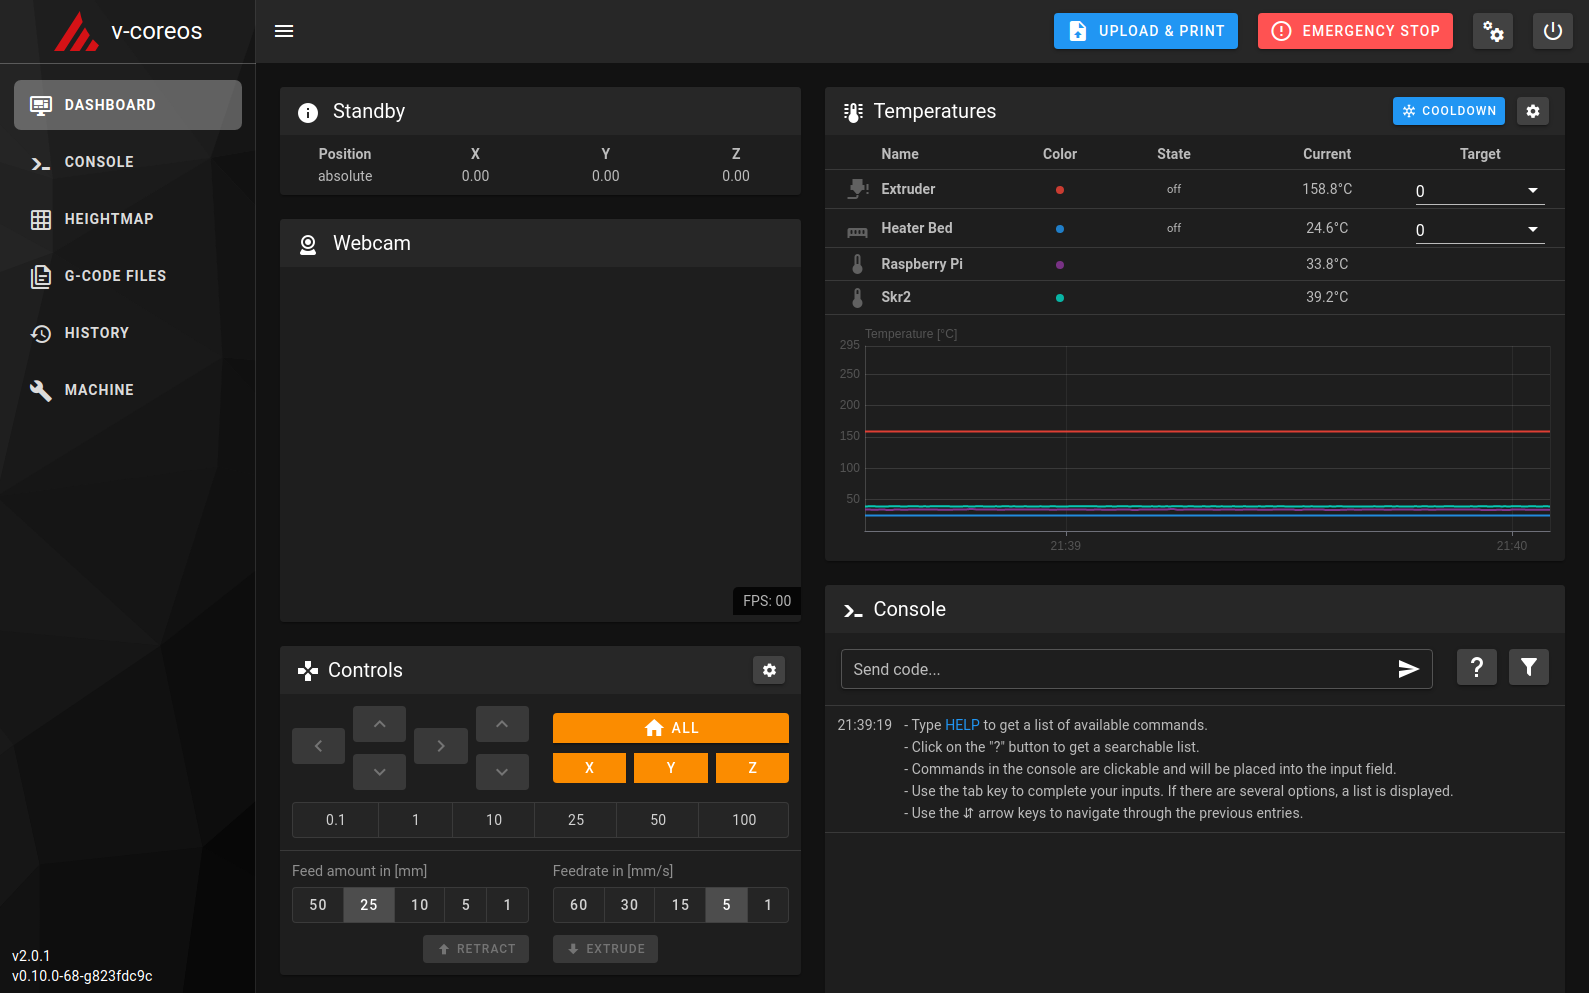 v-coreos
UPLOAD & PRINT
EMERGENCY STOP
DASHBOARD
CONSOLE
HEIGHTMAP
G-CODE FILES
HISTORY
MACHINE
v2.0.1
v0.10.0-68-g823fdc9c
Standby
Position X Y Z
absolute 0.00 0.00 0.00
Webcam
FPS: 00
Controls
ALL
X Y Z
0.1 1 10 25 50 100
Feed amount in [mm] Feedrate in [mm/s]
50 25 10 5 1 60 30 15 5 1
RETRACT EXTRUDE
Temperatures
COOLDOWN
Name Color State Current Target
Extruder off 158.8°C 0
Heater Bed off 24.6°C 0
Raspberry Pi 33.8°C
Skr2 39.2°C
Temperature [°C]
295
250
200
150
100
50
21:39 21:40
Console
Send code...
?
21:39:19 - Type HELP to get a list of available commands.
- Click on the "?" button to get a searchable list.
- Commands in the console are clickable and will be placed into the input field.
- Use the tab key to complete your inputs. If there are several options, a list is displayed.
- Use the ⇵ arrow keys to navigate through the previous entries.